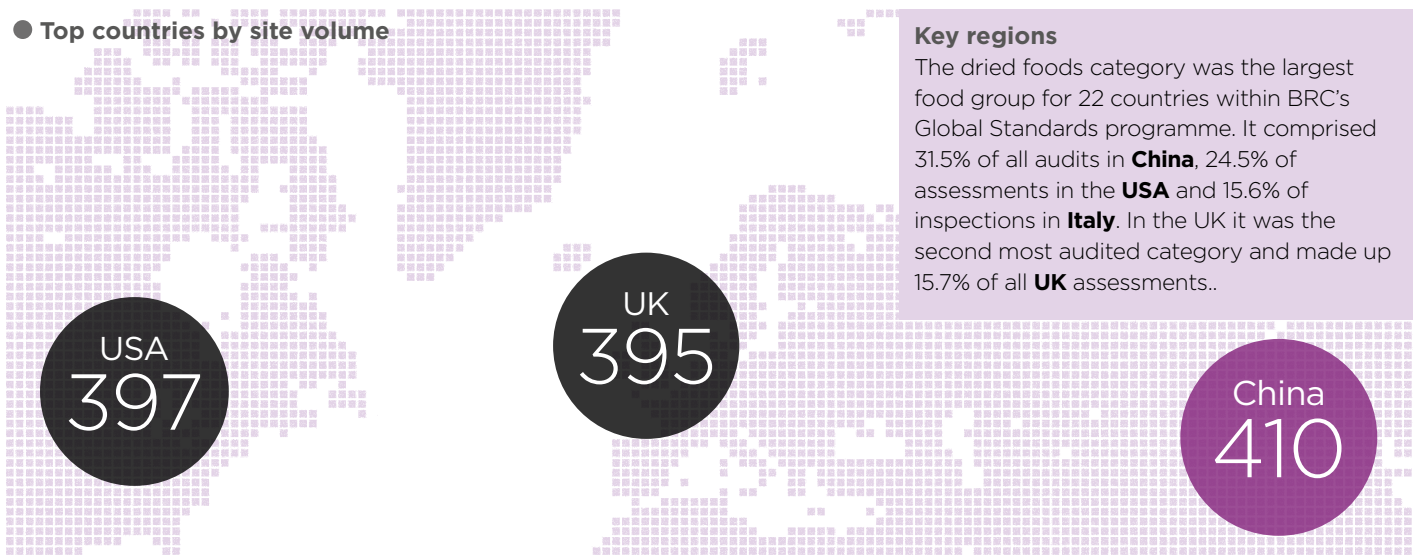 Top countries by site volume
Key regions
The dried foods category was the largest
food group for 22 countries within BRC's
Global Standards programme. It comprised
31.5% of all audits in China, 24.5% of
assessments in the USA and 15.6% of
inspections in Italy. In the UK it was the
second most audited category and made up
15.7% of all UK assessments..
USA
397
UK
395
China
410